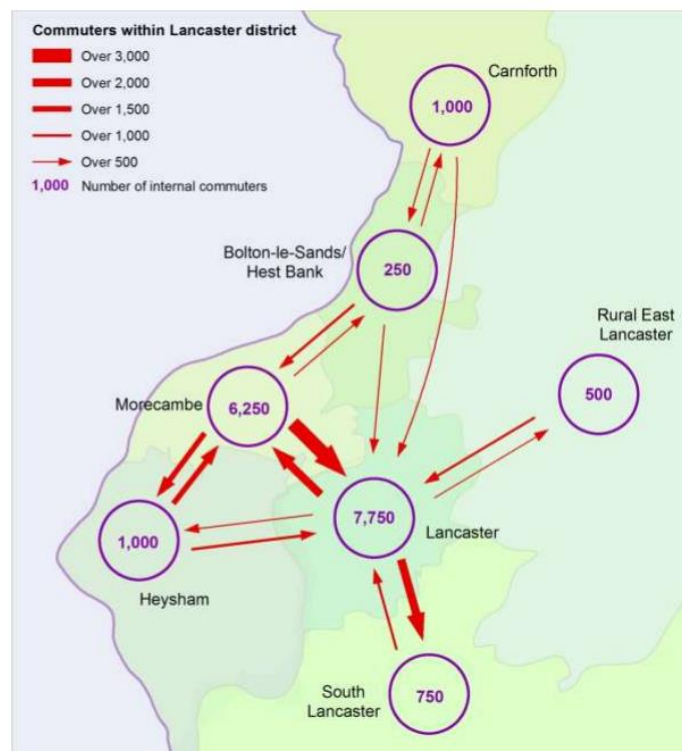 Commuters within Lancaster district
Over 3,000
Over 2,000
Over 1,500
Over 1,000
Over 500
1,000 Number of internal commuters
Carnforth
1,000
Bolton-le-Sands/
Hest Bank
250
Rural East
Lancaster
500
Morecambe
6,250
7,750
Lancaster
1,000
Heysham
South
Lancaster
750